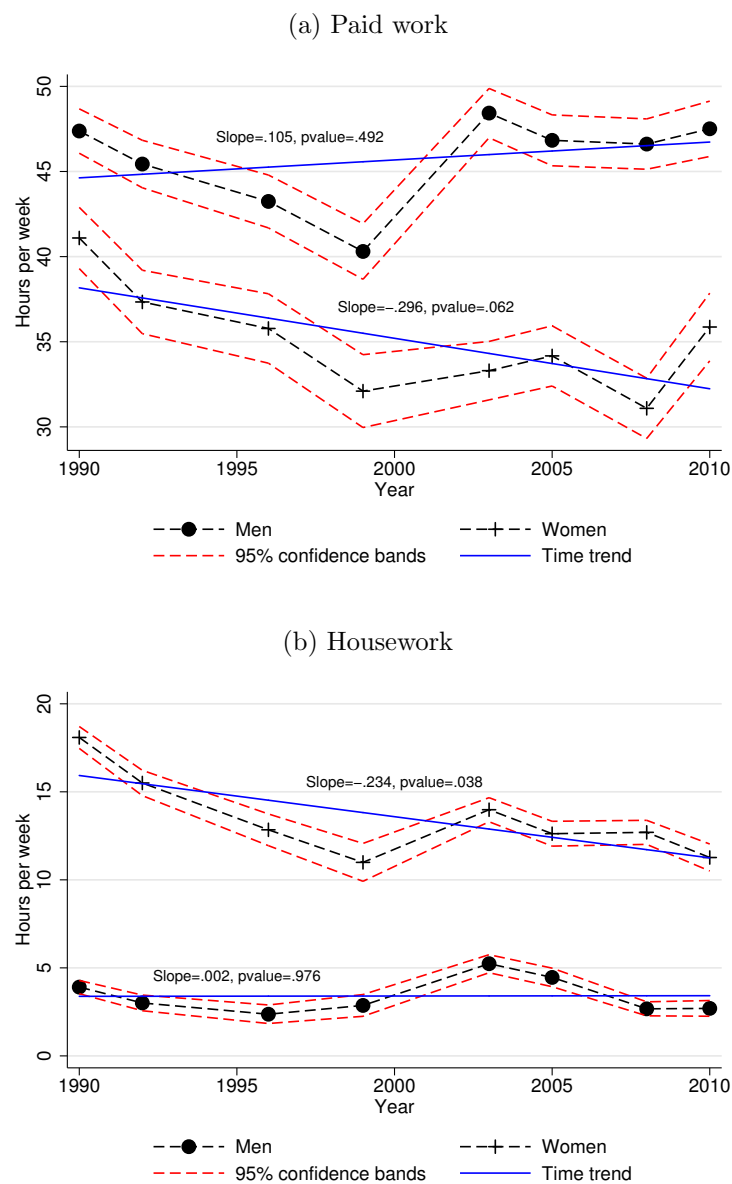 (a) Paid work
50
45
40
35
30
Hours per week
Slope=.105, pvalue=.492
Slope=−.296, pvalue=.062
1990 1995 2000 2005 2010
Year
Men Women
95% confidence bands Time trend
(b) Housework
20
15
10
5
0
Hours per week
Slope=−.234, pvalue=.038
Slope=.002, pvalue=.976
1990 1995 2000 2005 2010
Year
Men Women
95% confidence bands Time trend